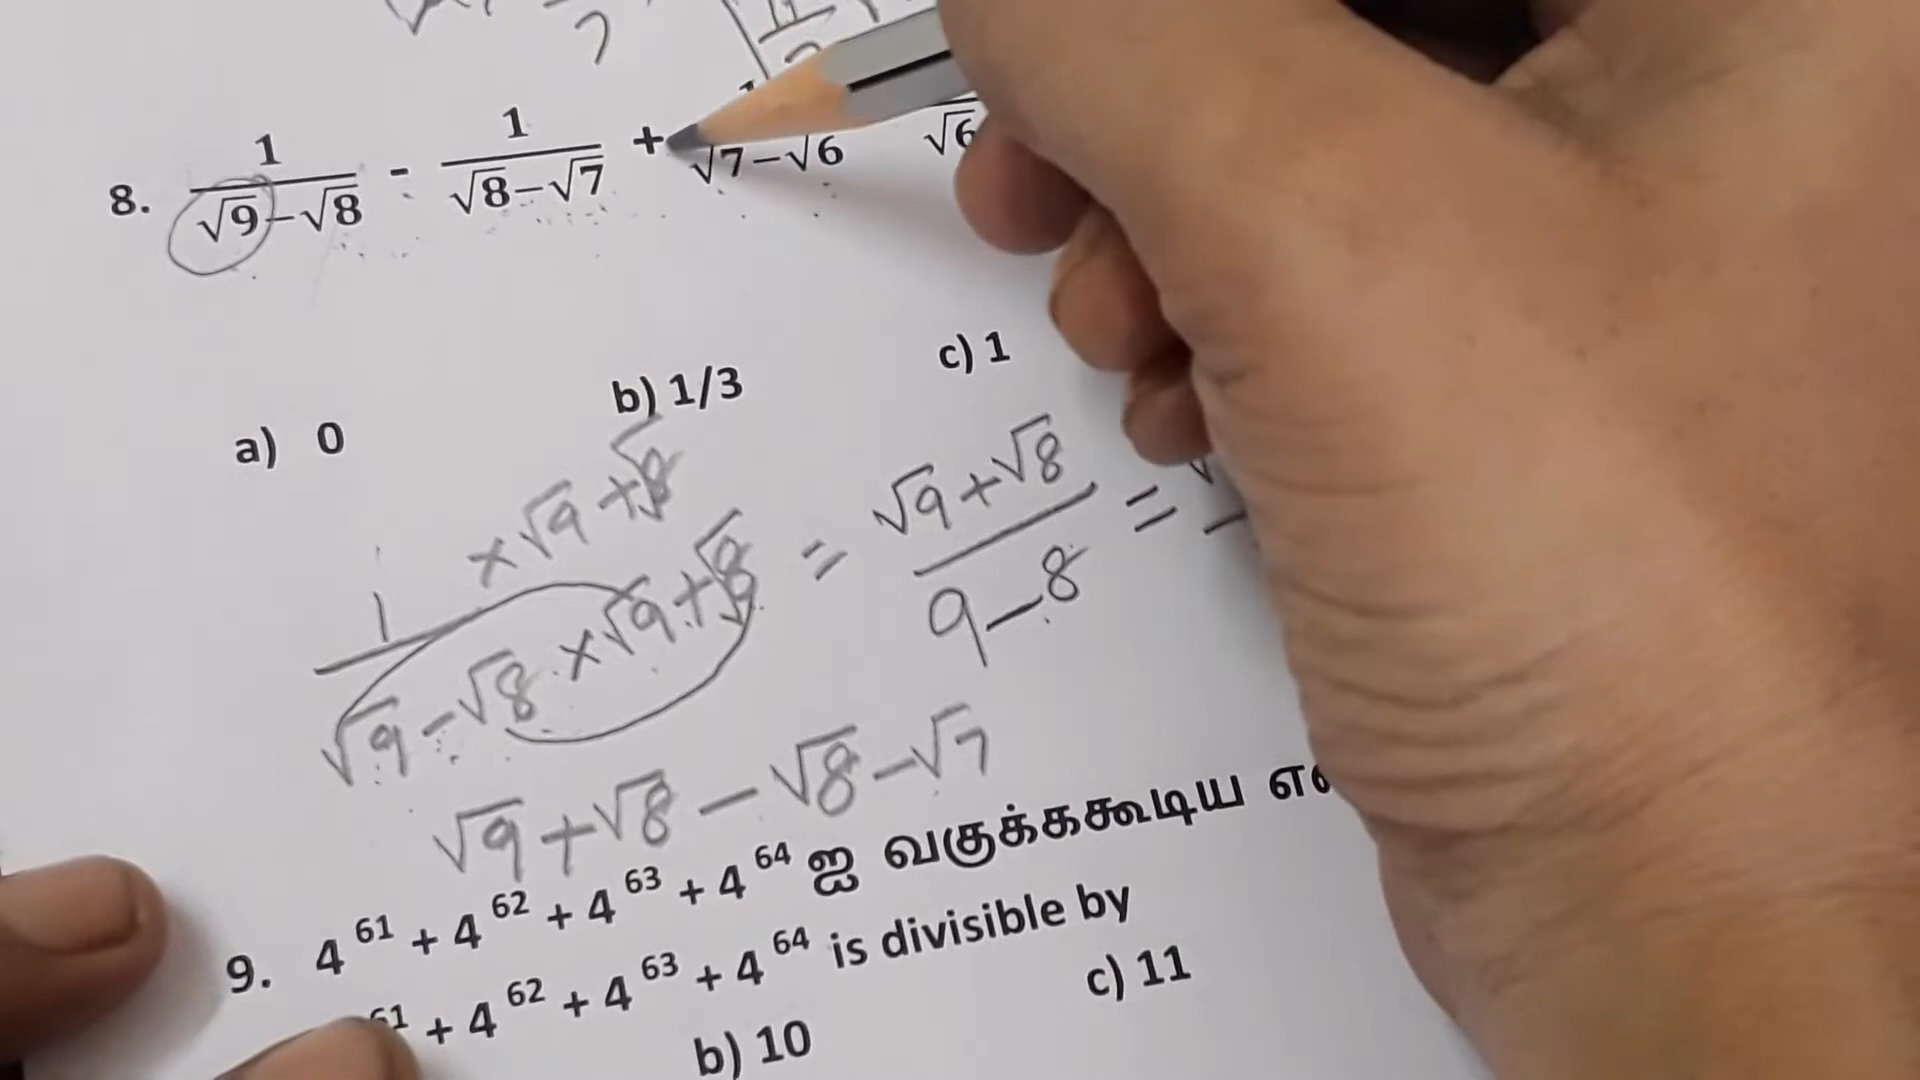 8. 1/(√9−√8) - 1/(√8−√7) + 1/(√7−√6) √6
a) 0 b) 1/3 c) 1
1/(√9−√8) × (√9+√8)/(√9+√8) = (√9+√8)/(9−8) =
√9+√8−√8−√7
9. 4^61 + 4^62 + 4^63 + 4^64 ஐ வகுக்ககூடிய
^61 + 4^62 + 4^63 + 4^64 is divisible by
b) 10 c) 11